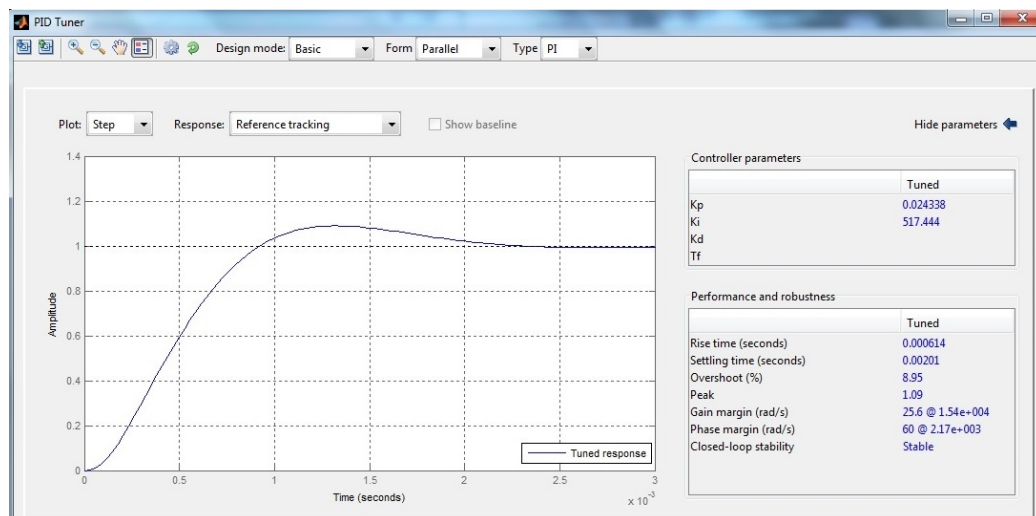 PID Tuner
Design mode: Basic Form Parallel Type PI
Plot: Step Response: Reference tracking Show baseline Hide parameters
1.4
1.2
1
0.8
0.6
0.4
0.2
0
Amplitude
0 0.5 1 1.5 2 2.5 3
Time (seconds)
x 10⁻³
Tuned response
Controller parameters
Tuned
Kp 0.024338
Ki 517.444
Kd
Tf
Performance and robustness
Tuned
Rise time (seconds) 0.000614
Settling time (seconds) 0.00201
Overshoot (%) 8.95
Peak 1.09
Gain margin (rad/s) 25.6 @ 1.54e+004
Phase margin (rad/s) 60 @ 2.17e+003
Closed-loop stability Stable